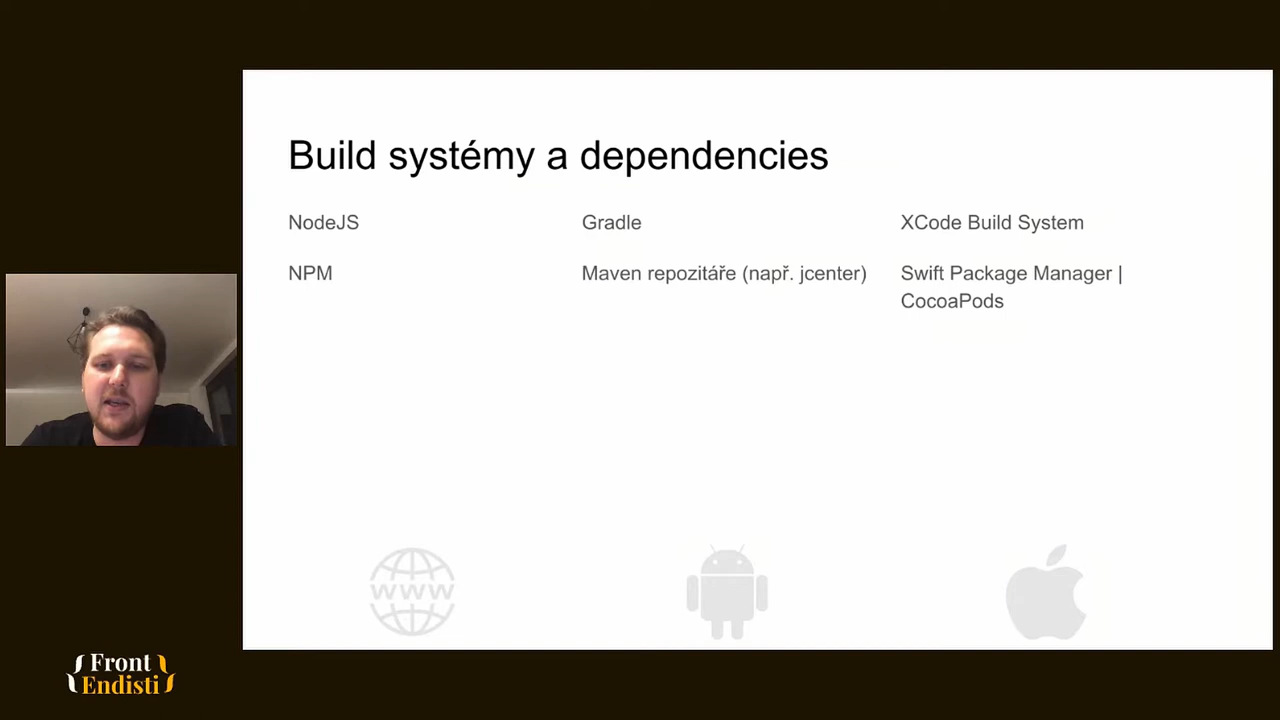 Build systémy a dependencies
NodeJS
NPM
Gradle
Maven repozitáře (např. jcenter)
XCode Build System
Swift Package Manager |
CocoaPods
www
{Front
Endisti}